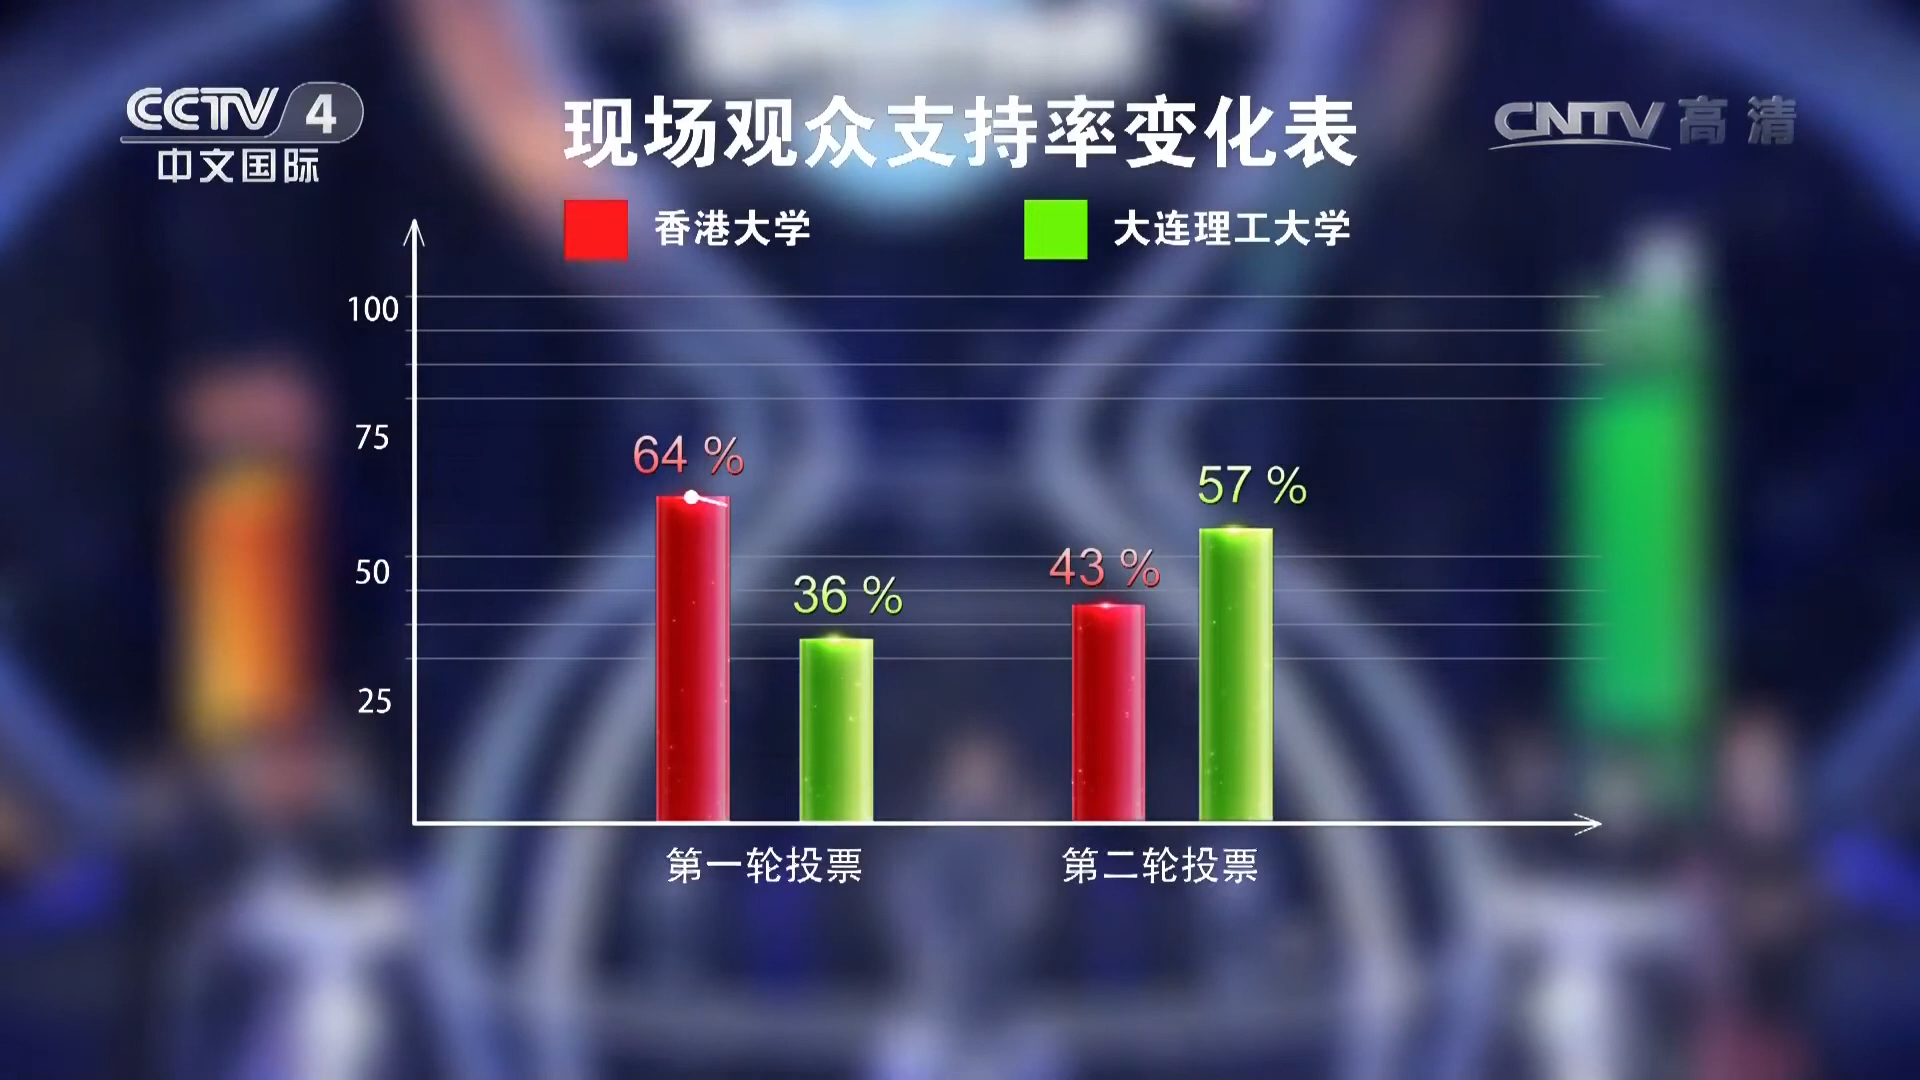 CCTV 4
中文国际
现场观众支持率变化表
CNTV 高清
香港大学
大连理工大学
100
75
50
25
64 %
36 %
43 %
57 %
第一轮投票
第二轮投票